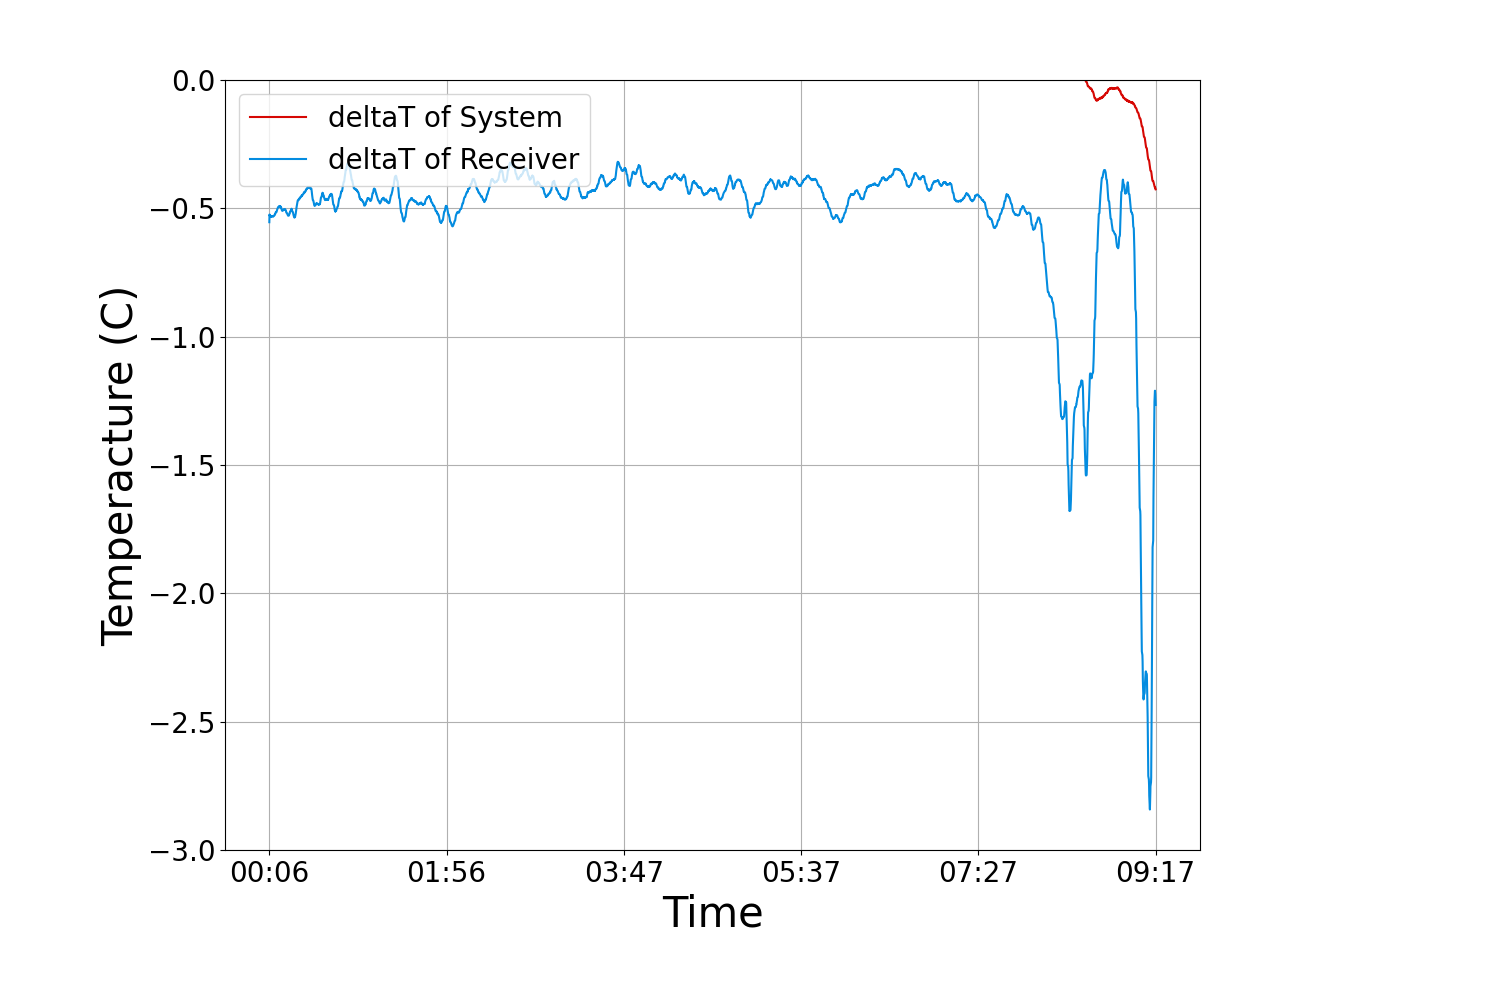 0.0
−0.5
−1.0
−1.5
−2.0
−2.5
−3.0
Temperacture (C)
deltaT of System
deltaT of Receiver
00:06 01:56 03:47 05:37 07:27 09:17
Time